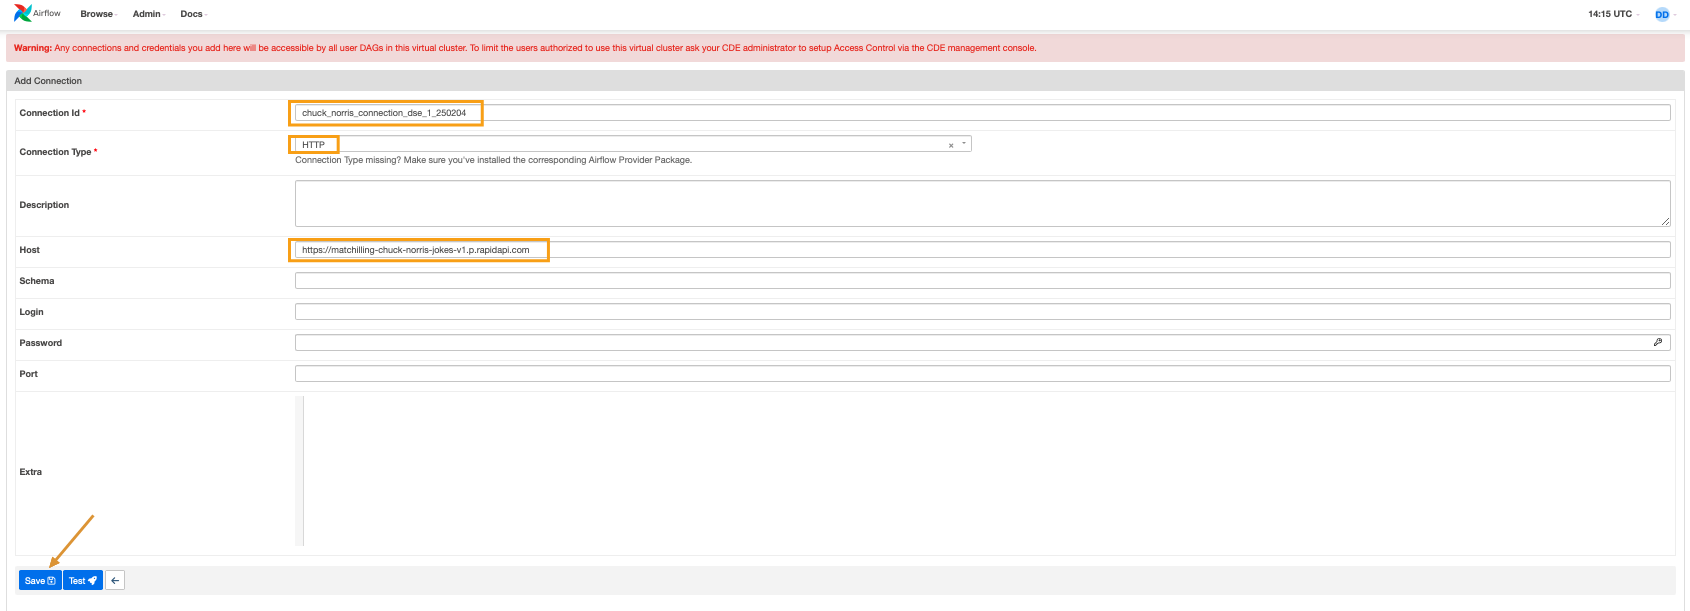 Airflow Browse Admin Docs 14:15 UTC DD
Warning: Any connections and credentials you add here will be accessible by all user DAGs in this virtual cluster. To limit the users authorized to use this virtual cluster ask your CDE administrator to setup Access Control via the CDE management console.
Add Connection
Connection Id * chuck_norris_connection_dse_1_250204
Connection Type * HTTP ×
Connection Type missing? Make sure you've installed the corresponding Airflow Provider Package.
Description
Host https://matchilling-chuck-norris-jokes-v1.p.rapidapi.com
Schema
Login
Password
Port
Extra
Save Test